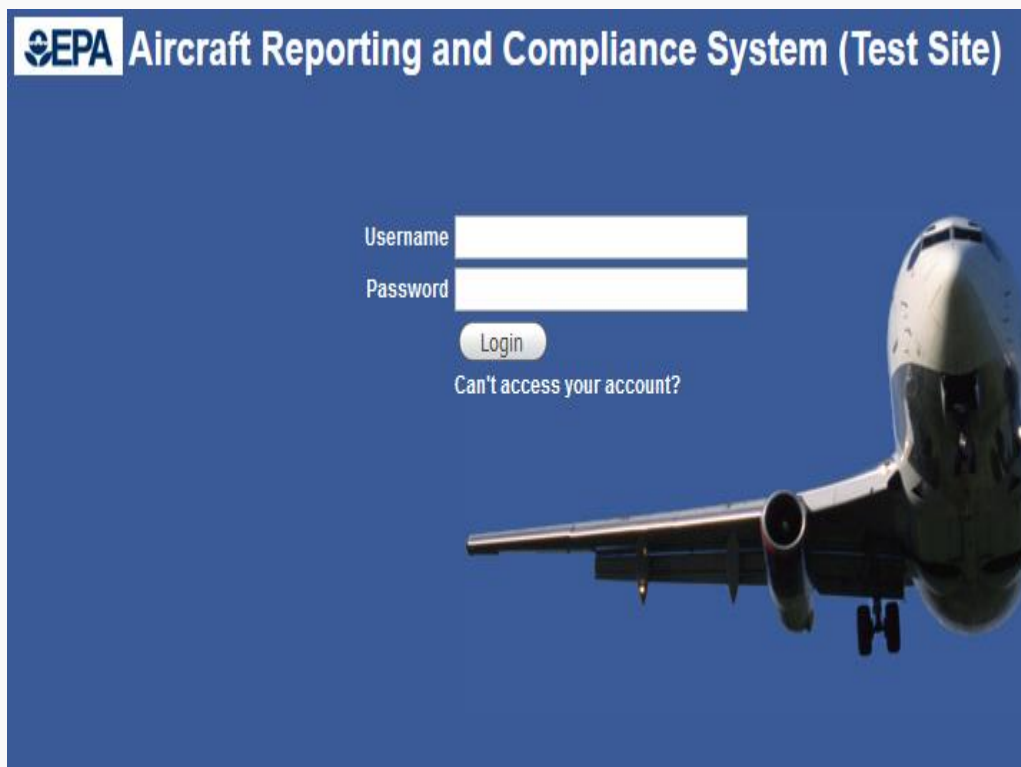 EPA Aircraft Reporting and Compliance System (Test Site)
Username
Password
Login
Can't access your account?